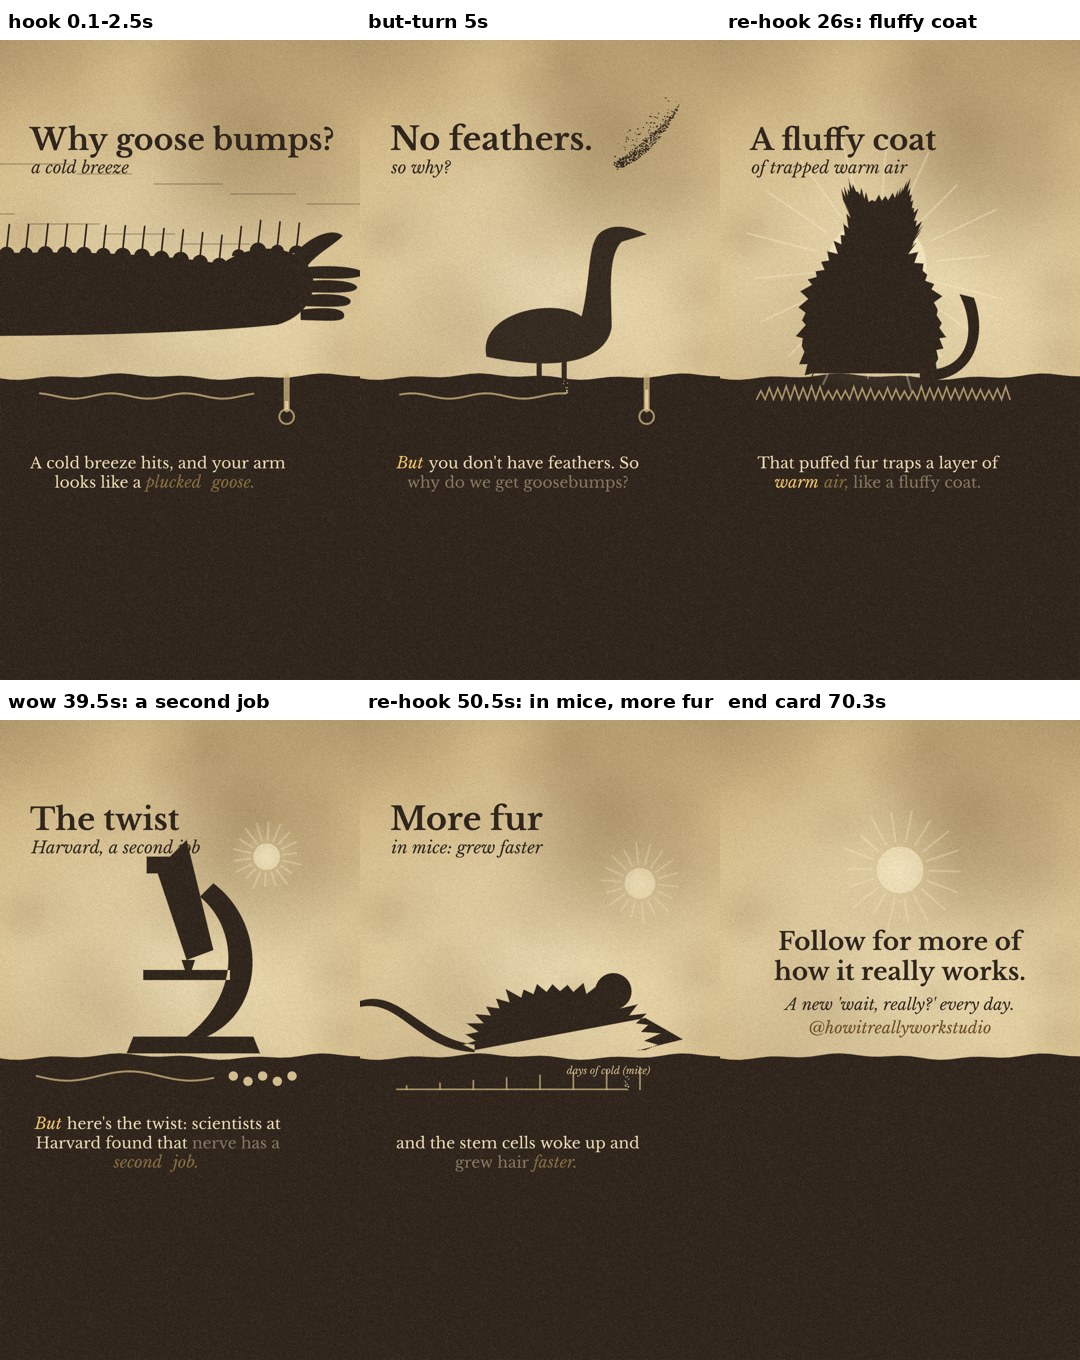 hook 0.1-2.5s
Why goose bumps?
a cold breeze
A cold breeze hits, and your arm
looks like a plucked goose.
but-turn 5s
No feathers.
so why?
But you don't have feathers. So
why do we get goosebumps?
re-hook 26s: fluffy coat
A fluffy coat
of trapped warm air
That puffed fur traps a layer of
warm air, like a fluffy coat.
wow 39.5s: a second job
The twist
Harvard, a second job
But here's the twist: scientists at
Harvard found that nerve has a
second job.
re-hook 50.5s: in mice, more fur
More fur
in mice: grew faster
days of cold (mice)
and the stem cells woke up and
grew hair faster.
end card 70.3s
Follow for more of
how it really works.
A new 'wait, really?' every day.
@howitreallyworkstudio